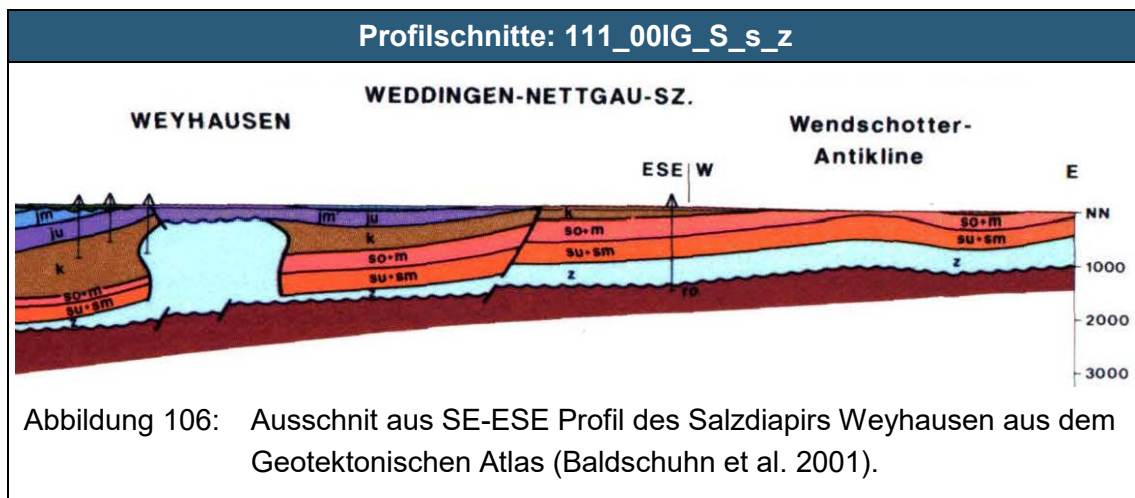 Profilschnitte: 111_00IG_S_s_z
WEDDINGEN-NETTGAU-SZ.
WEYHAUSEN
Wendschotter-
Antikline
ESE W
E
jm
ju
k
so+m
su+sm
z
jm
ju
k
so+m
su+sm
z
k
so+m
su+sm
ro
so+m
su+sm
z
NN
1000
2000
3000
Abbildung 106: Ausschnit aus SE-ESE Profil des Salzdiapirs Weyhausen aus dem
Geotektonischen Atlas (Baldschuhn et al. 2001).